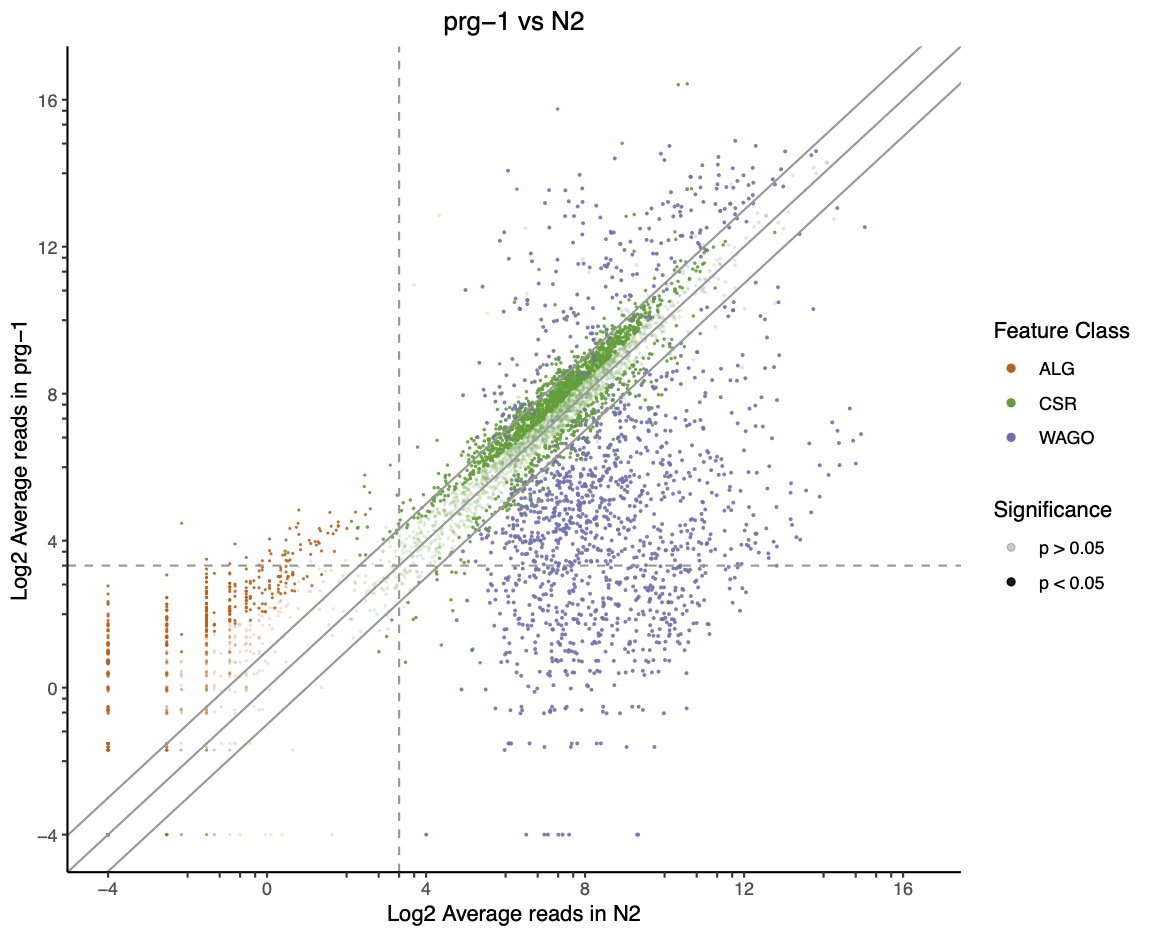 prg−1 vs N2
Log2 Average reads in prg−1
16
12
8
4
0
−4
−4
0
4
8
12
16
Log2 Average reads in N2
Feature Class
ALG
CSR
WAGO
Significance
p > 0.05
p < 0.05